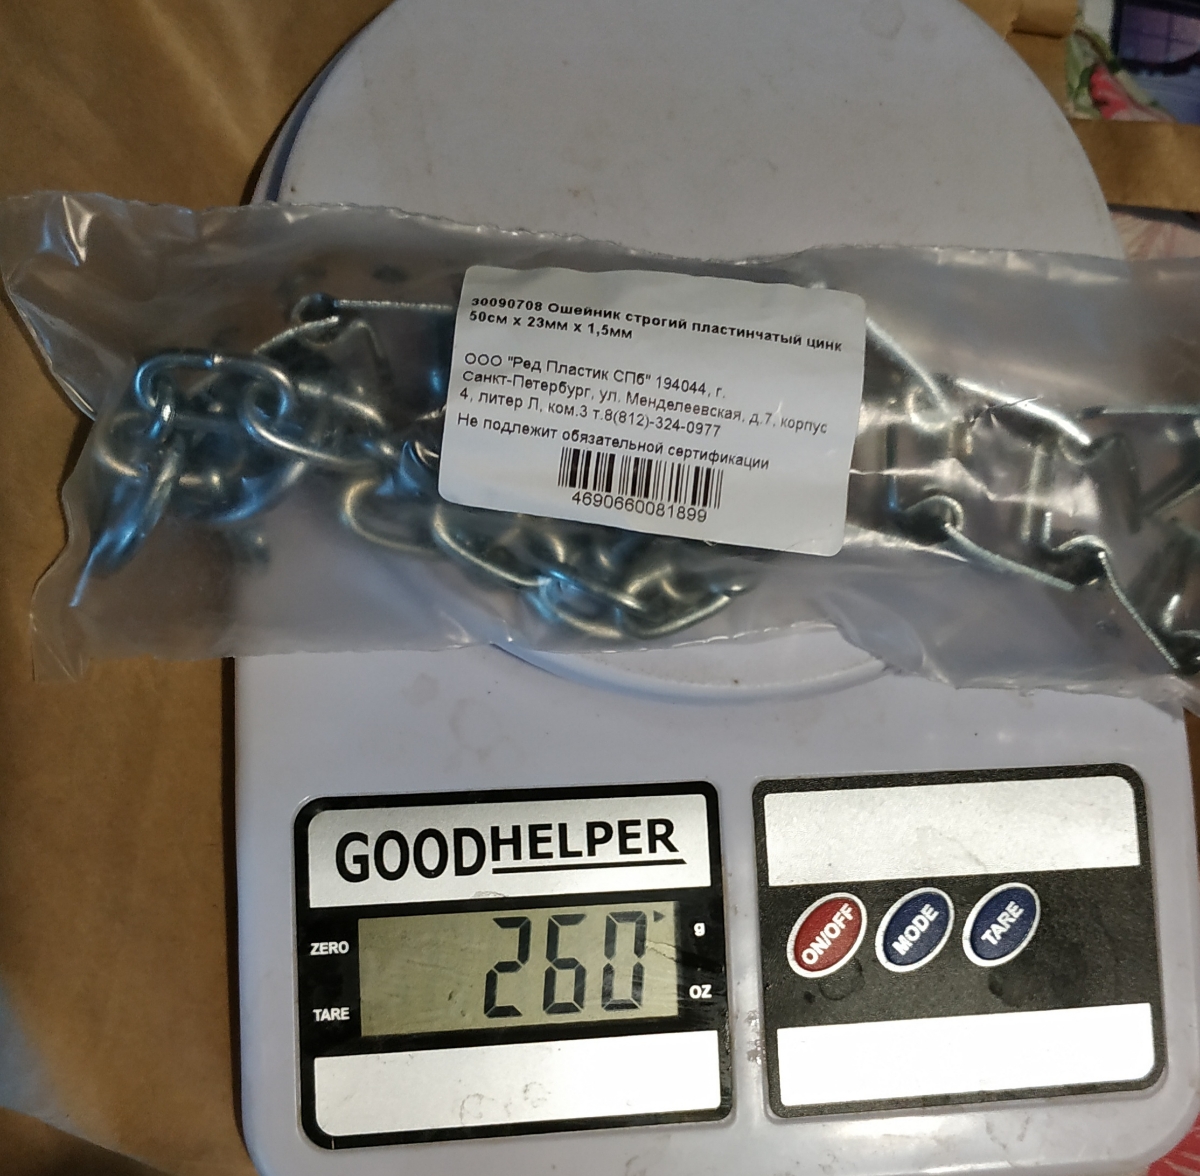 30090708 Ошейник строгий пластинчатый цинк
50см х 23мм х 1,5мм
ООО "Ред Пластик СПб" 194044, г.
Санкт-Петербург, ул. Менделеевская, д.7, корпус
4, литер Л, ком.3 т.8(812)-324-0977
Не подлежит обязательной сертификации
4690660081899
GOODHELPER
ZERO
TARE
260
g
OZ
ON/OFF
MODE
TARE